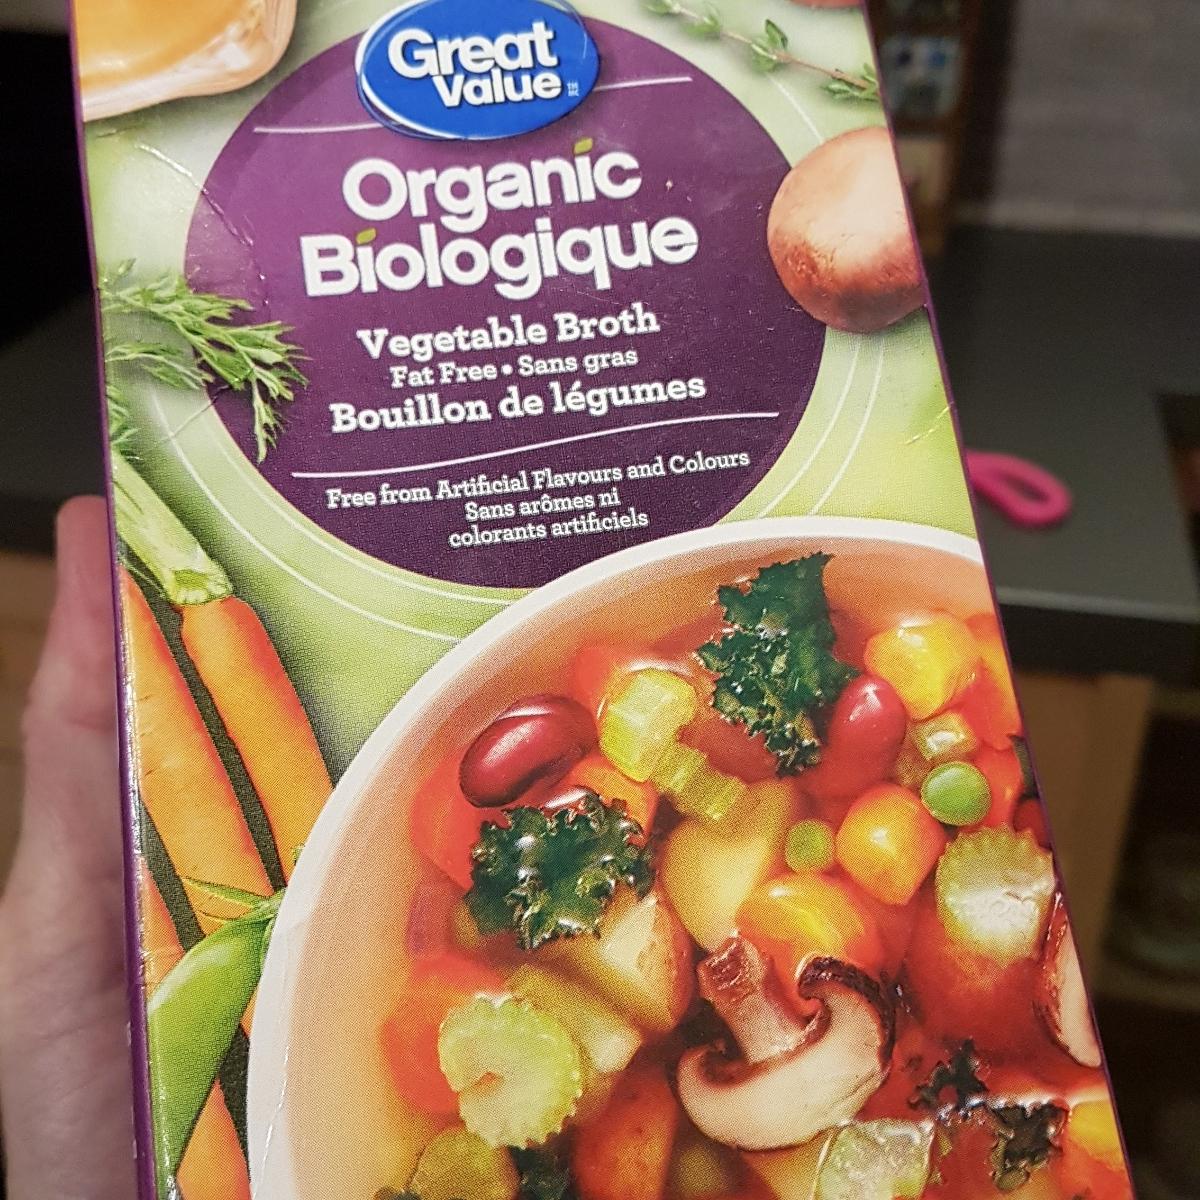 Great
Value
Organic
Biologique
Vegetable Broth
Fat Free • Sans gras
Bouillon de légumes
Free from Artificial Flavours and Colours
Sans arômes ni
colorants artificiels